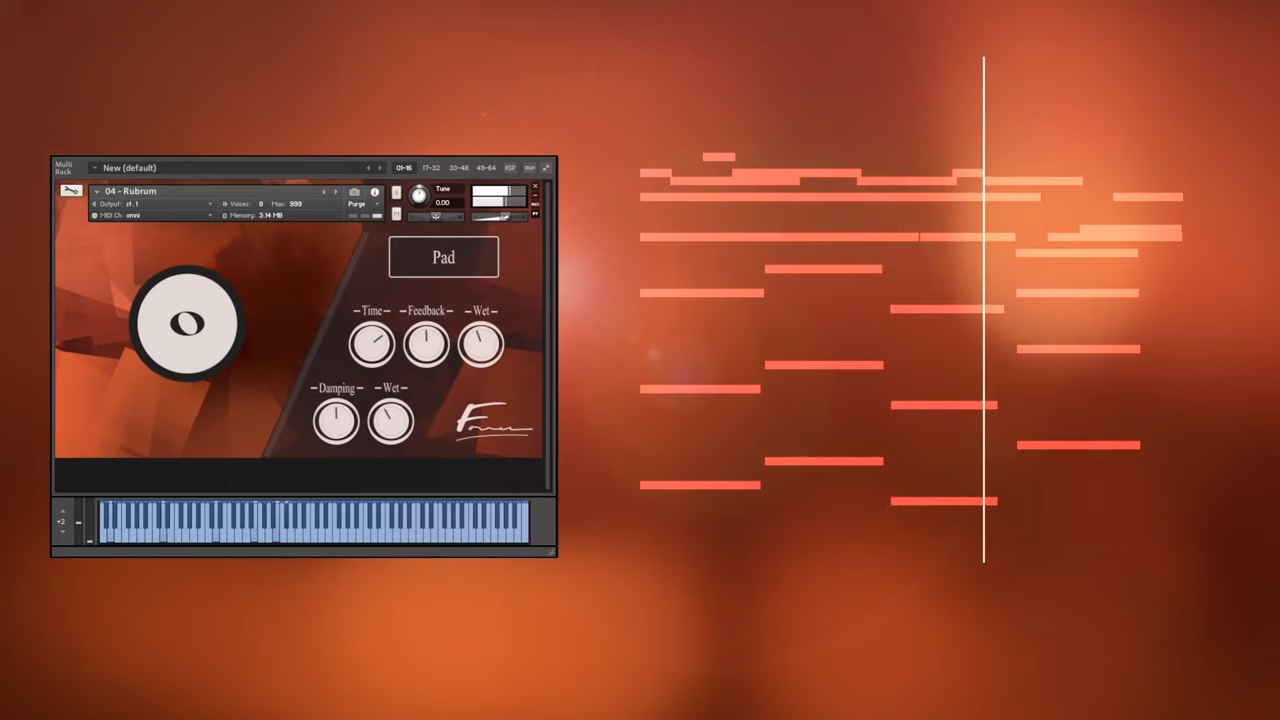 Multi
Rack
New (default)
01-16 17-32 33-48 49-64 KSP
04 - Rubrum
Output: st.1 Voices: 8 Max: 999 Purge
MIDI Ch: omni Memory: 3.14 MB
S
M
Tune
0.00
Pad
Time Feedback Wet
Damping Wet
+2